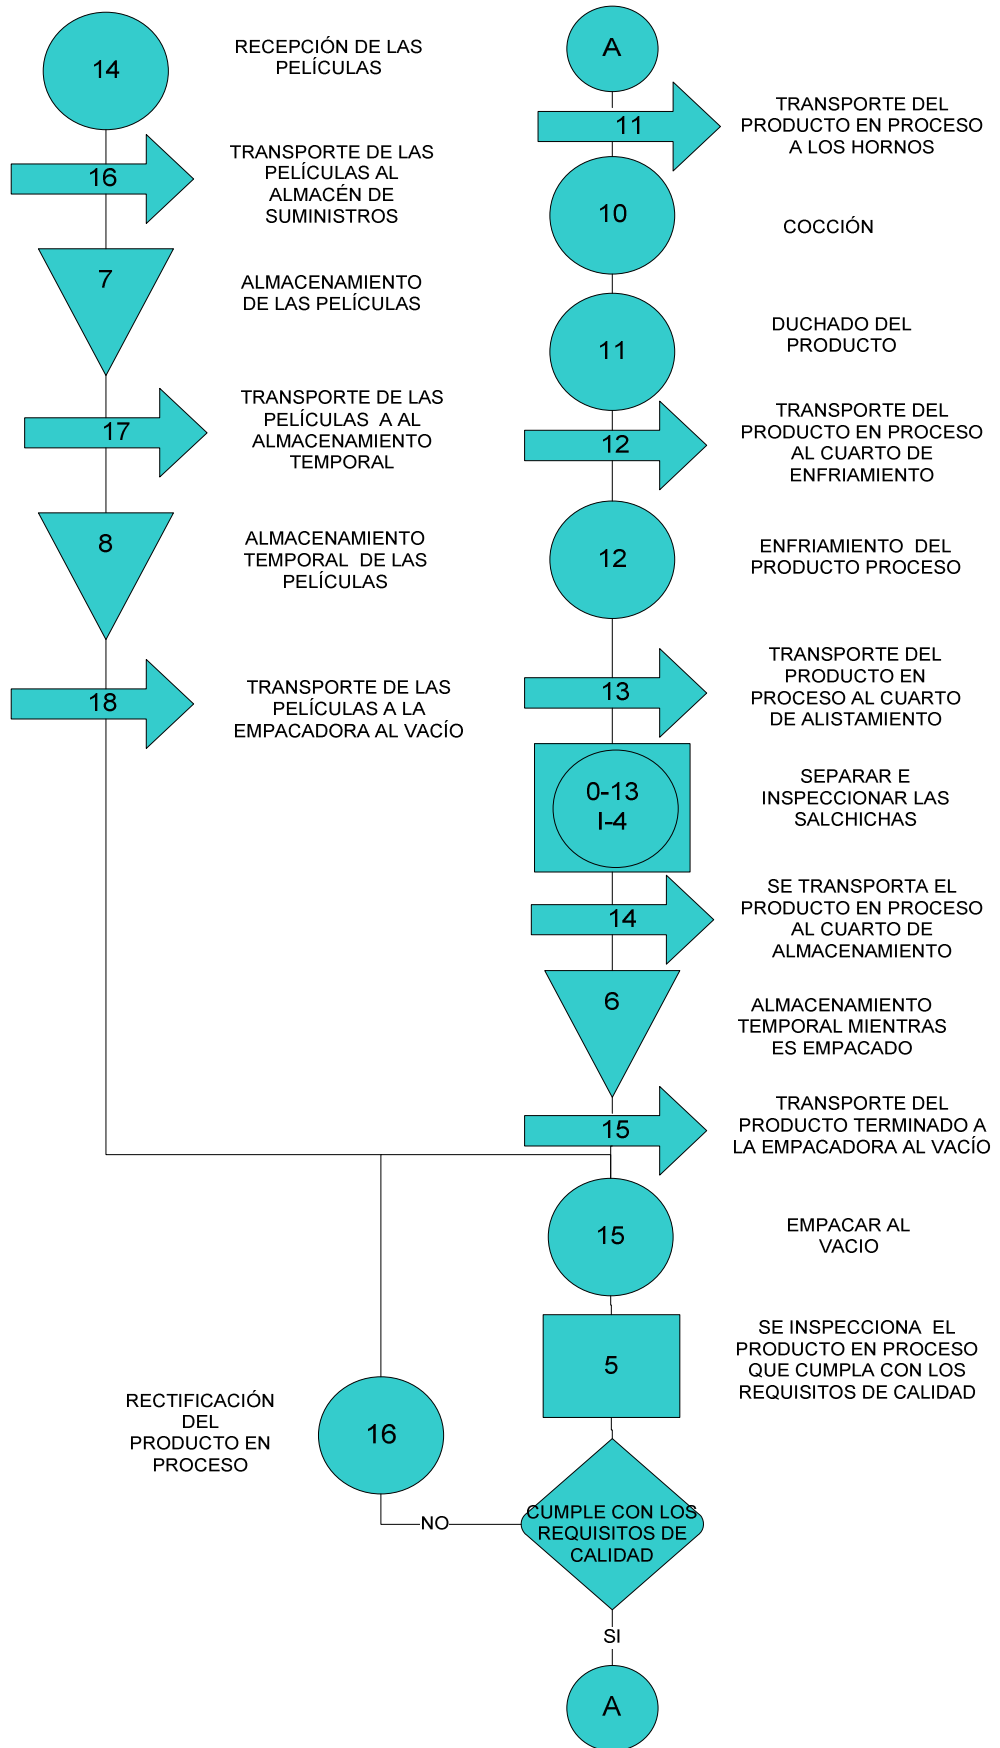 14
RECEPCIÓN DE LAS
PELÍCULAS
16
TRANSPORTE DE LAS
PELÍCULAS AL
ALMACÉN DE
SUMINISTROS
7
ALMACENAMIENTO
DE LAS PELÍCULAS
17
TRANSPORTE DE LAS
PELÍCULAS A AL
ALMACENAMIENTO
TEMPORAL
8
ALMACENAMIENTO
TEMPORAL DE LAS
PELÍCULAS
18
TRANSPORTE DE LAS
PELÍCULAS A LA
EMPACADORA AL VACÍO
A
11
TRANSPORTE DEL
PRODUCTO EN PROCESO
A LOS HORNOS
10
COCCIÓN
11
DUCHADO DEL
PRODUCTO
12
TRANSPORTE DEL
PRODUCTO EN PROCESO
AL CUARTO DE
ENFRIAMIENTO
12
ENFRIAMIENTO DEL
PRODUCTO PROCESO
13
TRANSPORTE DEL
PRODUCTO EN
PROCESO AL CUARTO
DE ALISTAMIENTO
0-13
I-4
SEPARAR E
INSPECCIONAR LAS
SALCHICHAS
14
SE TRANSPORTA EL
PRODUCTO EN PROCESO
AL CUARTO DE
ALMACENAMIENTO
6
ALMACENAMIENTO
TEMPORAL MIENTRAS
ES EMPACADO
15
TRANSPORTE DEL
PRODUCTO TERMINADO A
LA EMPACADORA AL VACÍO
15
EMPACAR AL
VACIO
5
SE INSPECCIONA EL
PRODUCTO EN PROCESO
QUE CUMPLA CON LOS
REQUISITOS DE CALIDAD
RECTIFICACIÓN
DEL
PRODUCTO EN
PROCESO
16
NO
CUMPLE CON LOS
REQUISITOS DE
CALIDAD
SI
A